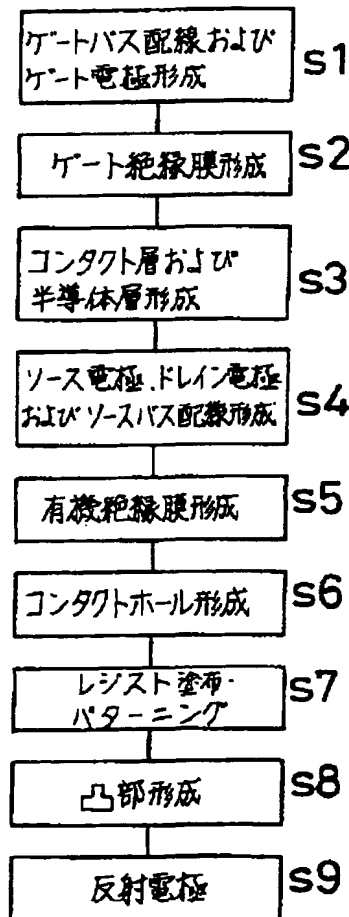 ゲートバス配線および
ゲート電極形成
s1
ゲート絶縁膜形成
s2
コンタクト層および
半導体層形成
s3
ソース電極、ドレイン電極
およびソースバス配線形成
s4
有機絶縁膜形成
s5
コンタクトホール形成
s6
レジスト塗布・
パターニング
s7
凸部形成
s8
反射電極
s9